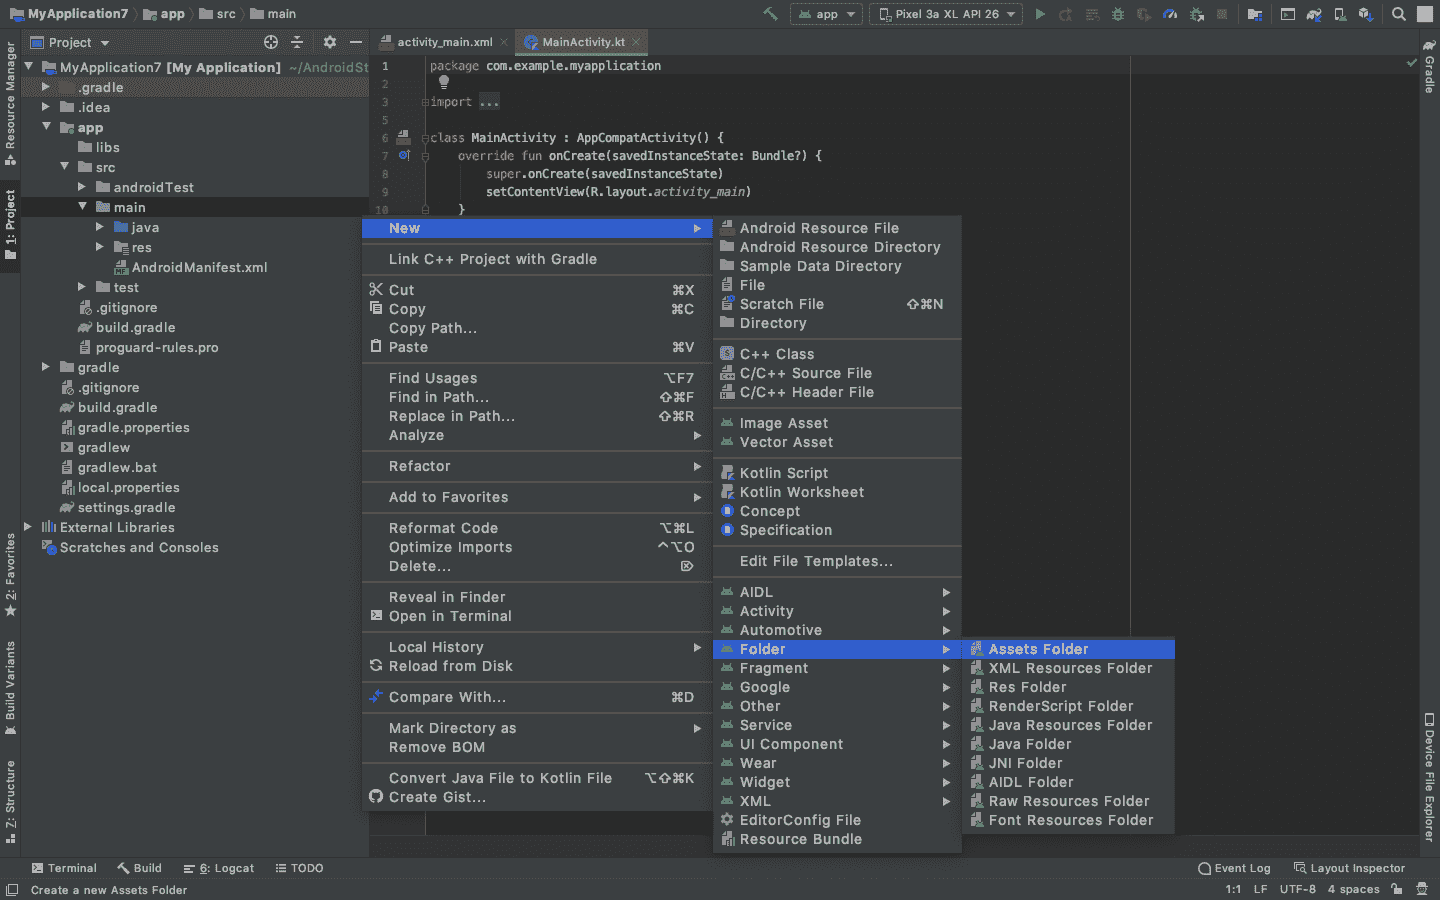 MyApplication7 app src main
app Pixel 3a XL API 26
Project
activity_main.xml
MainActivity.kt
Resource Manager
1: Project
2: Favorites
Build Variants
Z: Structure
MyApplication7 [My Application] ~/AndroidSt
.gradle
.idea
app
libs
src
androidTest
main
java
res
AndroidManifest.xml
test
.gitignore
build.gradle
proguard-rules.pro
gradle
.gitignore
build.gradle
gradle.properties
gradlew
gradlew.bat
local.properties
settings.gradle
External Libraries
Scratches and Consoles
1 package com.example.myapplication
2
3 import ...
5
6 class MainActivity : AppCompatActivity() {
7 override fun onCreate(savedInstanceState: Bundle?) {
8 super.onCreate(savedInstanceState)
9 setContentView(R.layout.activity_main)
10 }
New
Link C++ Project with Gradle
Cut ⌘X
Copy ⌘C
Copy Path...
Paste ⌘V
Find Usages ⌥F7
Find in Path... ⇧⌘F
Replace in Path... ⇧⌘R
Analyze
Refactor
Add to Favorites
Reformat Code ⌥⌘L
Optimize Imports ^⌥O
Delete... ⌦
Reveal in Finder
Open in Terminal
Local History
Reload from Disk
Compare With... ⌘D
Mark Directory as
Remove BOM
Convert Java File to Kotlin File ⌥⇧⌘K
Create Gist...
Android Resource File
Android Resource Directory
Sample Data Directory
File
Scratch File ⇧⌘N
Directory
C++ Class
C/C++ Source File
C/C++ Header File
Image Asset
Vector Asset
Kotlin Script
Kotlin Worksheet
Concept
Specification
Edit File Templates...
AIDL
Activity
Automotive
Folder
Fragment
Google
Other
Service
UI Component
Wear
Widget
XML
EditorConfig File
Resource Bundle
Assets Folder
XML Resources Folder
Res Folder
RenderScript Folder
Java Resources Folder
Java Folder
JNI Folder
AIDL Folder
Raw Resources Folder
Font Resources Folder
Gradle
Device File Explorer
Terminal Build 6: Logcat TODO Event Log Layout Inspector
Create a new Assets Folder 1:1 LF UTF-8 4 spaces